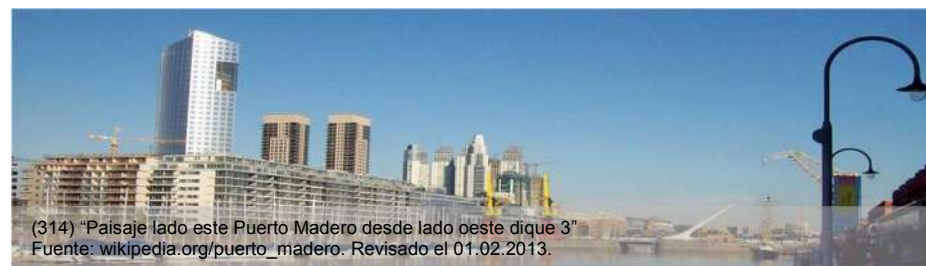 (314) “Paisaje lado este Puerto Madero desde lado oeste dique 3”
Fuente: wikipedia.org/puerto_madero. Revisado el 01.02.2013.